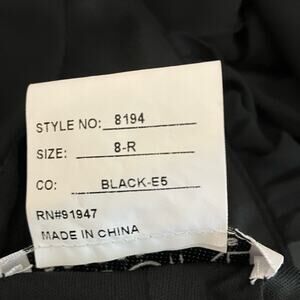 STYLE NO: 8194
SIZE: 8-R
CO: BLACK-E5
RN#91947
MADE IN CHINA